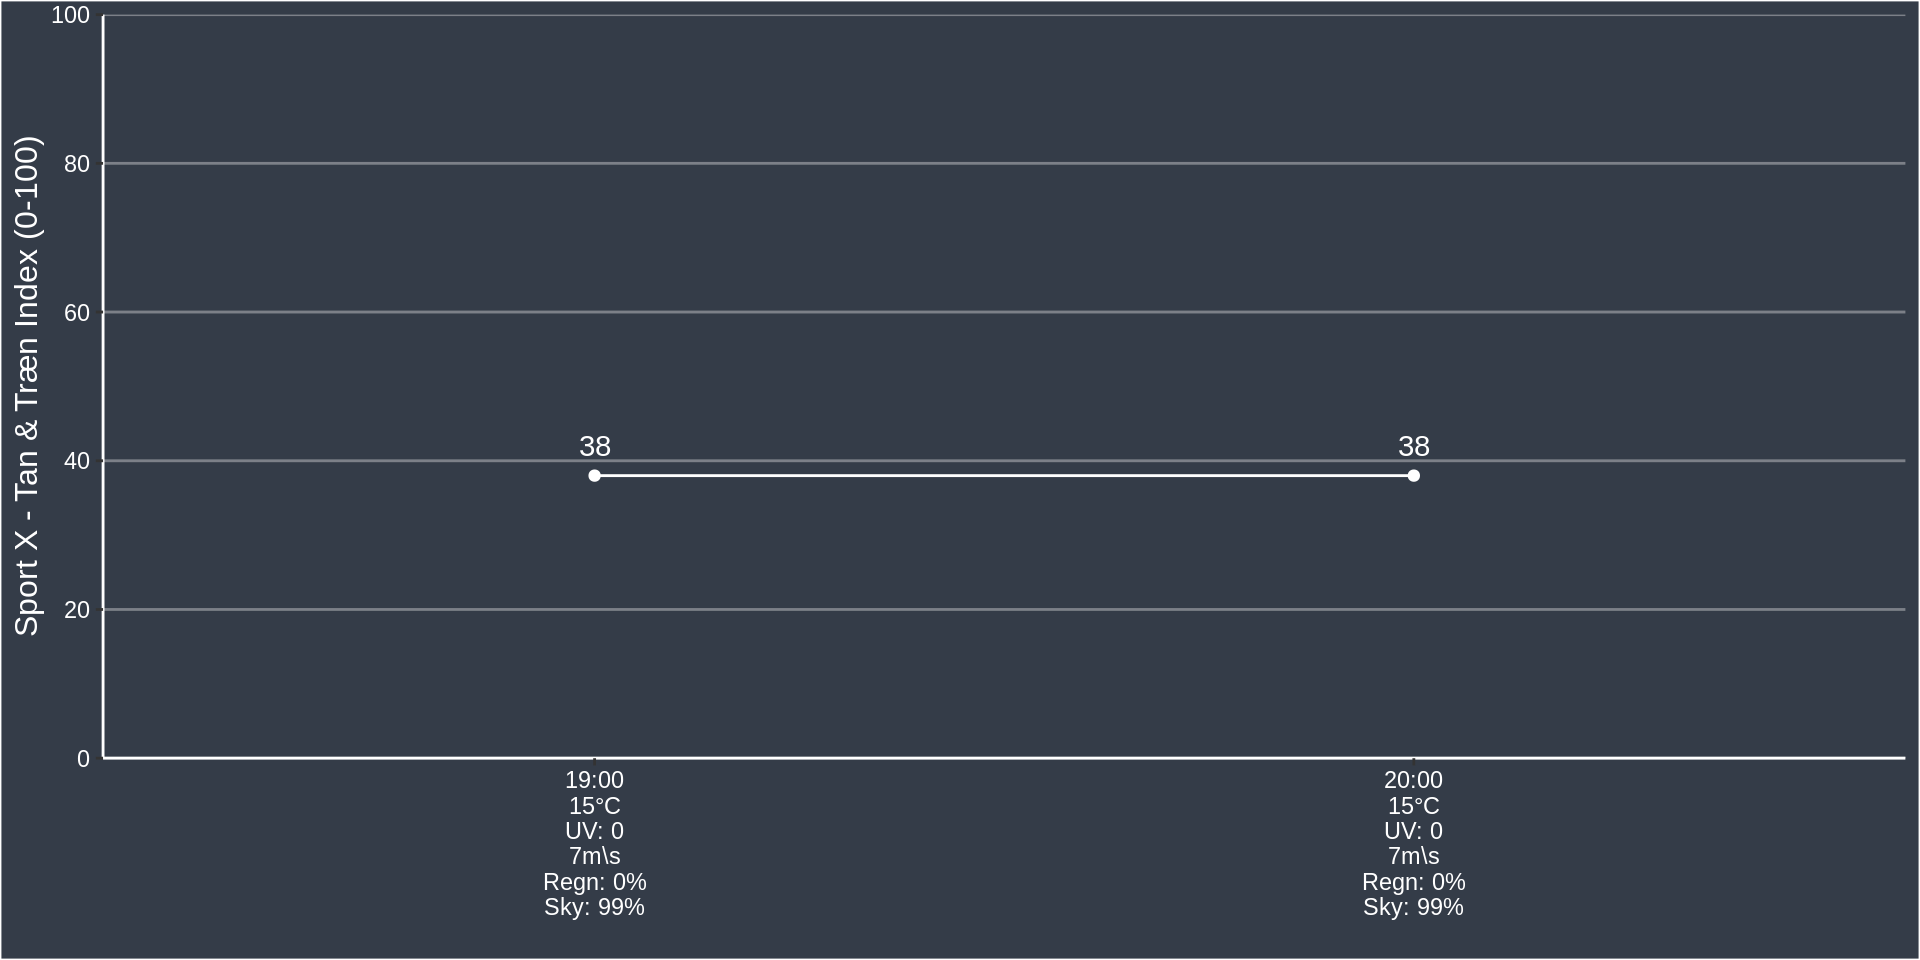 Sport X - Tan & Træn Index (0-100)
100
80
60
40
20
0
38
38
19:00
15°C
UV: 0
7m\s
Regn: 0%
Sky: 99%
20:00
15°C
UV: 0
7m\s
Regn: 0%
Sky: 99%